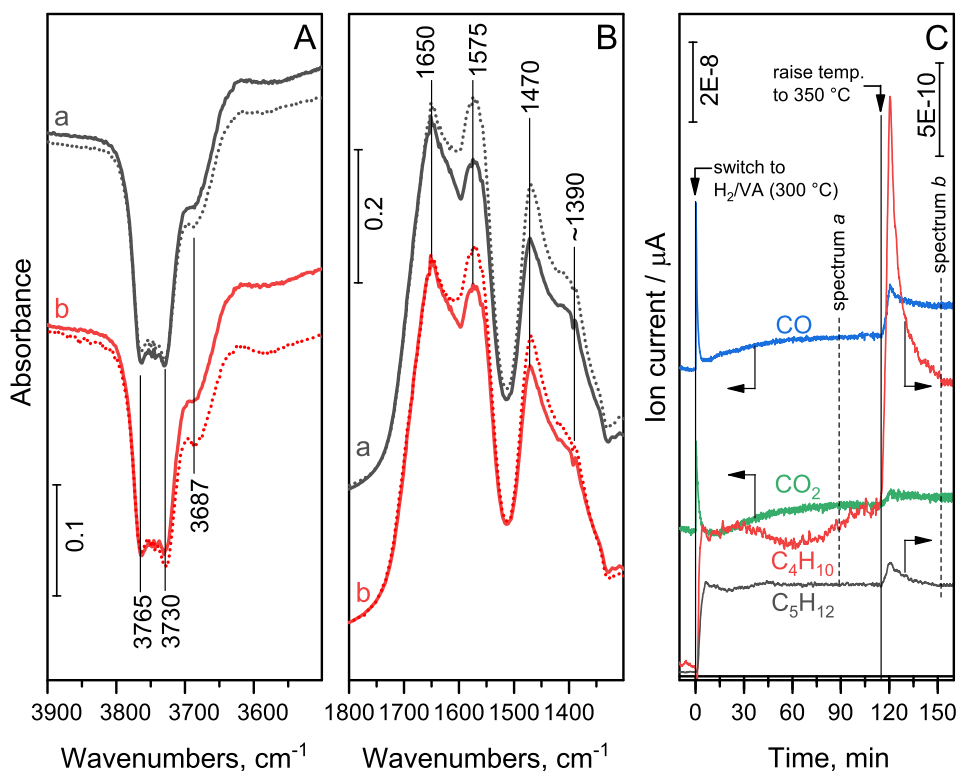 A
a
b
0.1
3765
3730
3687
Absorbance
3900 3800 3700 3600
Wavenumbers, cm⁻¹
B
1650
1575
1470
~1390
0.2
a
b
1800 1700 1600 1500 1400
Wavenumbers, cm⁻¹
C
2E-8
raise temp.
to 350 °C
5E-10
switch to
H₂/VA (300 °C)
spectrum a
spectrum b
CO
CO₂
C₄H₁₀
C₅H₁₂
Ion current / μA
0 30 60 90 120 150
Time, min